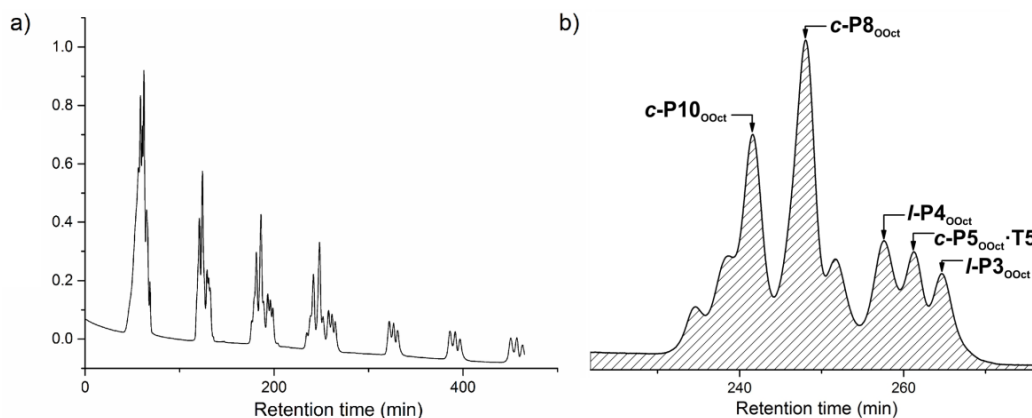 a)
1.0
0.8
0.6
0.4
0.2
0.0
0 200 400
Retention time (min)
b)
c-P8OOct
c-P10OOct
l-P4OOct
c-P5OOct·T5
l-P3OOct
240 260
Retention time (min)